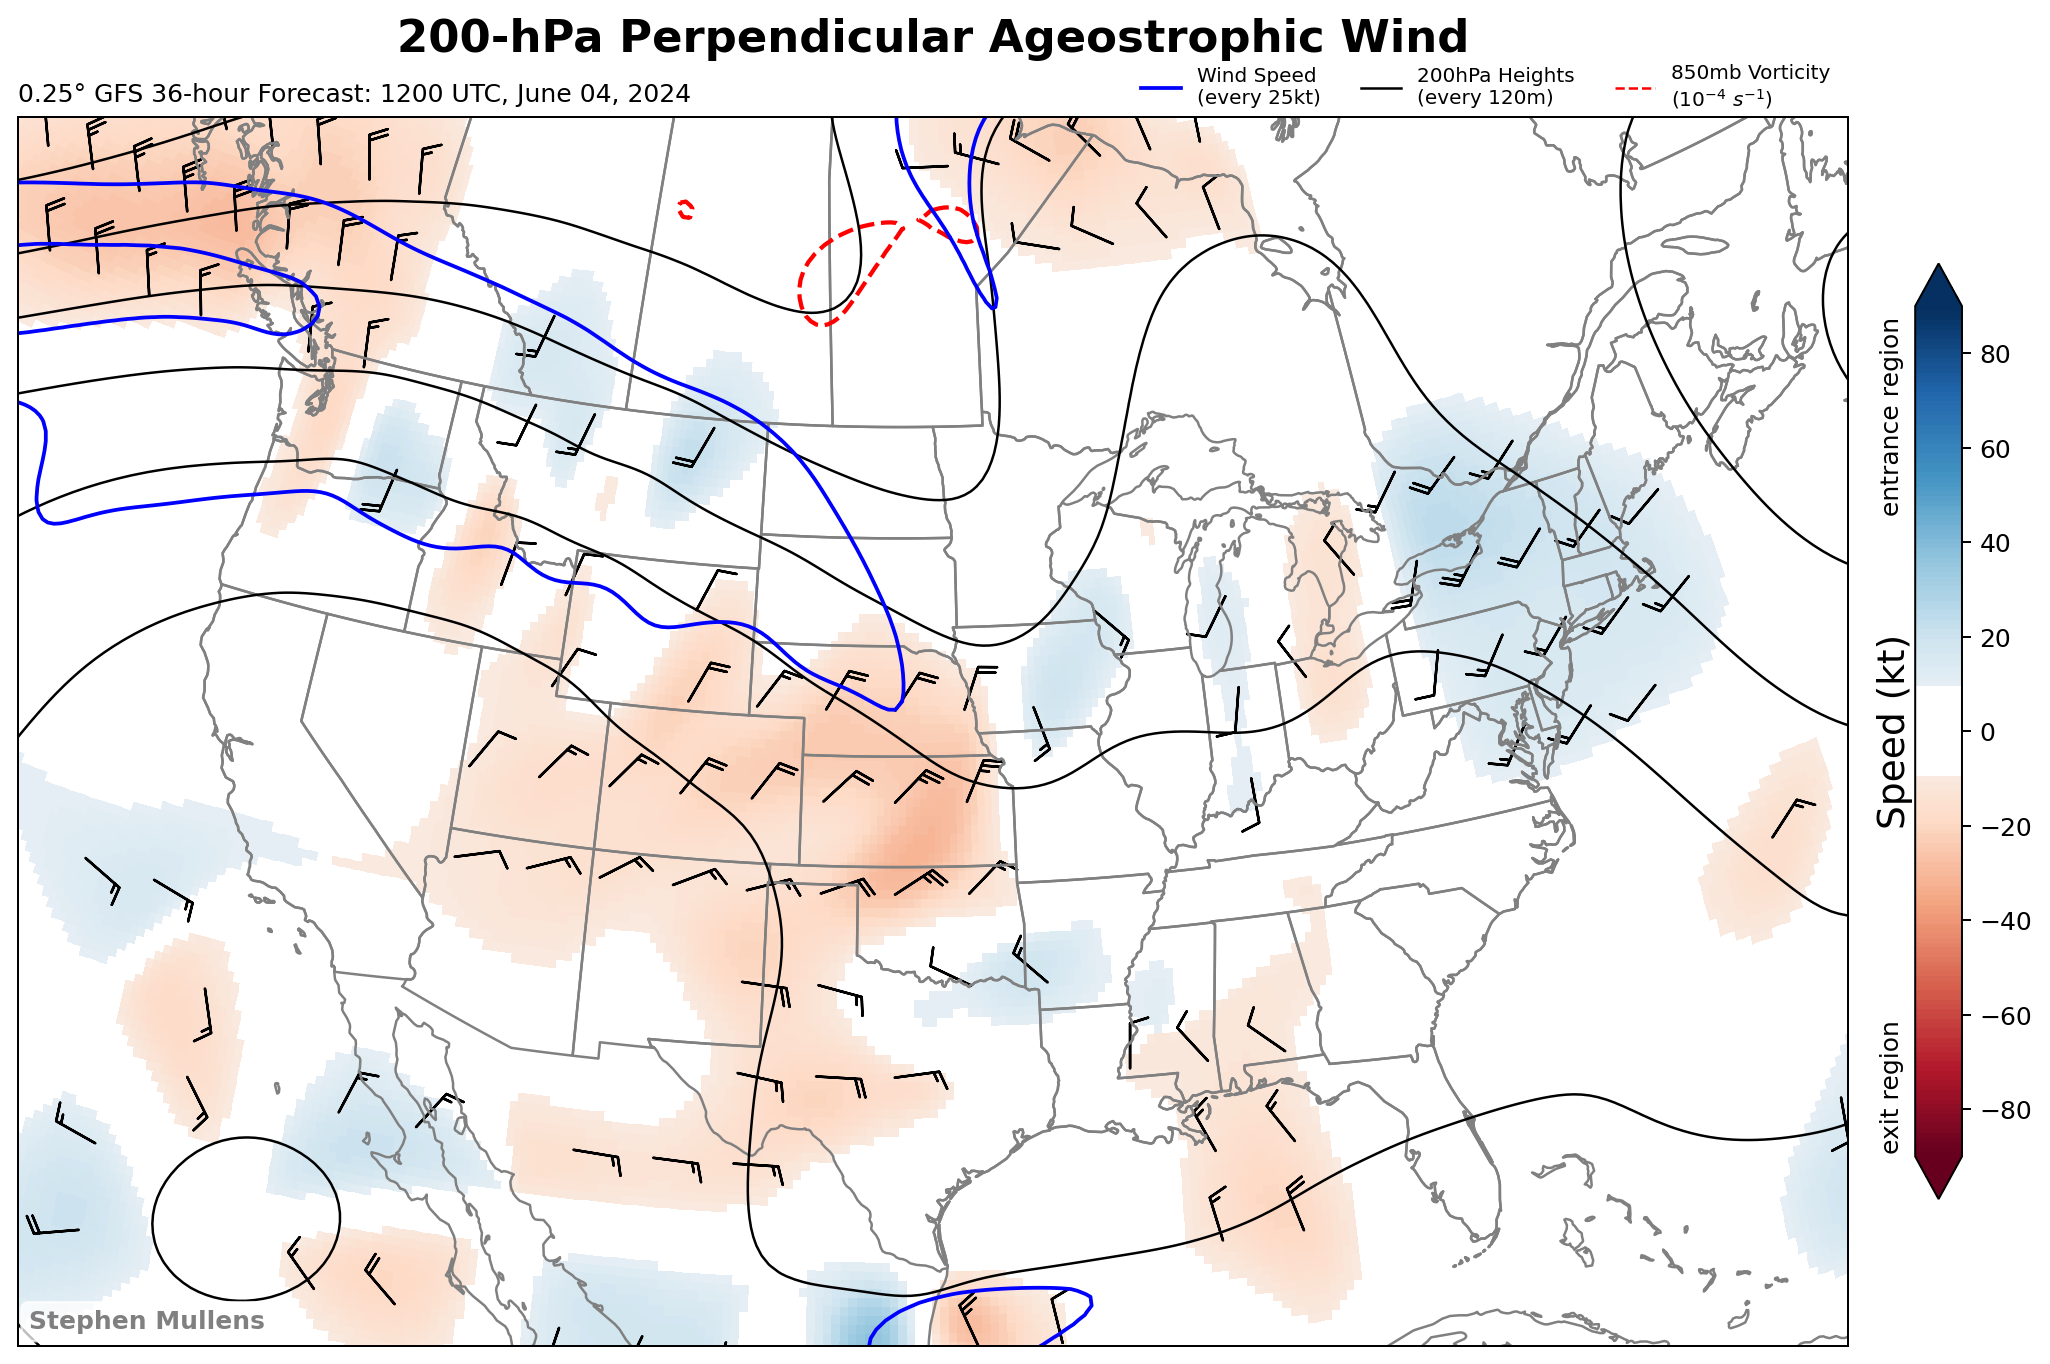 200-hPa Perpendicular Ageostrophic Wind
0.25° GFS 36-hour Forecast: 1200 UTC, June 04, 2024
Wind Speed
(every 25kt)
200hPa Heights
(every 120m)
850mb Vorticity
(10⁻⁴ s⁻¹)
entrance region
Speed (kt)
exit region
80
60
40
20
0
−20
−40
−60
−80
Stephen Mullens